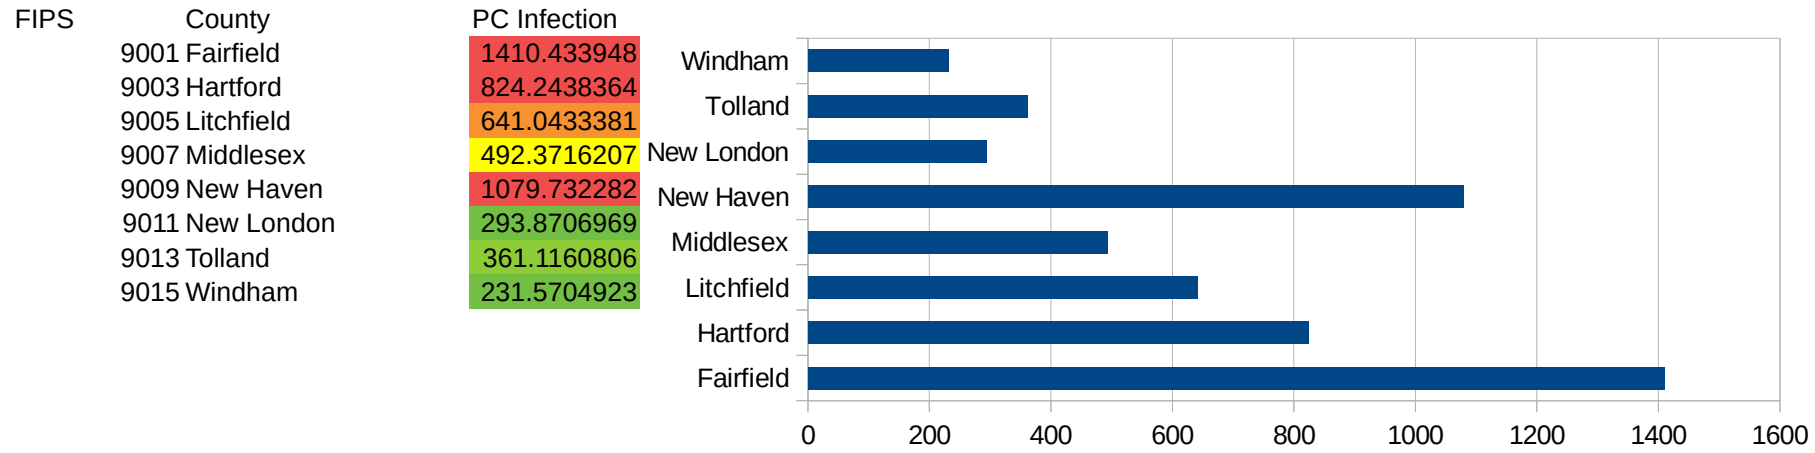 FIPS County PC Infection
9001 Fairfield 1410.433948
9003 Hartford 824.2438364
9005 Litchfield 641.0433381
9007 Middlesex 492.3716207
9009 New Haven 1079.732282
9011 New London 293.8706969
9013 Tolland 361.1160806
9015 Windham 231.5704923
Windham
Tolland
New London
New Haven
Middlesex
Litchfield
Hartford
Fairfield
0 200 400 600 800 1000 1200 1400 1600